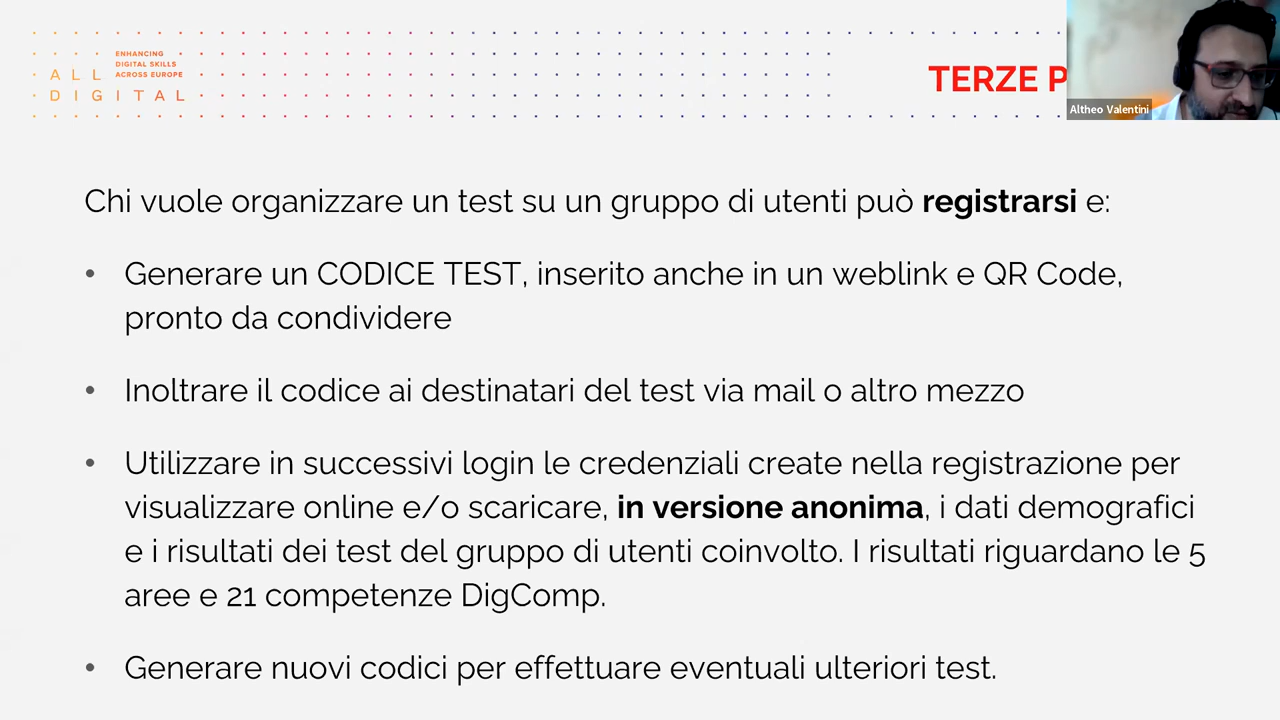 ENHANCING
DIGITAL SKILLS
ACROSS EUROPE
ALL
DIGITAL
TERZE
Altheo Valentini
Chi vuole organizzare un test su un gruppo di utenti può registrarsi e:
• Generare un CODICE TEST, inserito anche in un weblink e QR Code,
pronto da condividere
• Inoltrare il codice ai destinatari del test via mail o altro mezzo
• Utilizzare in successivi login le credenziali create nella registrazione per
visualizzare online e/o scaricare, in versione anonima, i dati demografici
e i risultati dei test del gruppo di utenti coinvolto. I risultati riguardano le 5
aree e 21 competenze DigComp.
• Generare nuovi codici per effettuare eventuali ulteriori test.